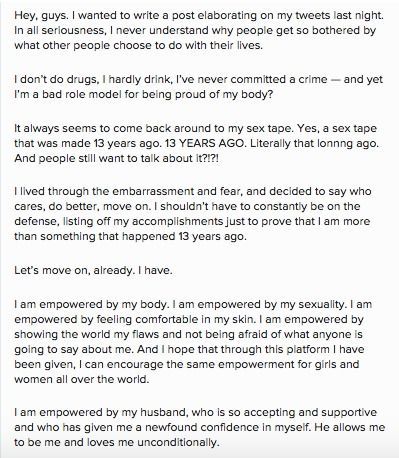 Hey, guys. I wanted to write a post elaborating on my tweets last night.
In all seriousness, I never understand why people get so bothered by
what other people choose to do with their lives.
I don't do drugs, I hardly drink, I've never committed a crime — and yet
I'm a bad role model for being proud of my body?
It always seems to come back around to my sex tape. Yes, a sex tape
that was made 13 years ago. 13 YEARS AGO. Literally that lonnng ago.
And people still want to talk about it?!?!
I lived through the embarrassment and fear, and decided to say who
cares, do better, move on. I shouldn't have to constantly be on the
defense, listing off my accomplishments just to prove that I am more
than something that happened 13 years ago.
Let's move on, already. I have.
I am empowered by my body. I am empowered by my sexuality. I am
empowered by feeling comfortable in my skin. I am empowered by
showing the world my flaws and not being afraid of what anyone is
going to say about me. And I hope that through this platform I have
been given, I can encourage the same empowerment for girls and
women all over the world.
I am empowered by my husband, who is so accepting and supportive
and who has given me a newfound confidence in myself. He allows me
to be me and loves me unconditionally.